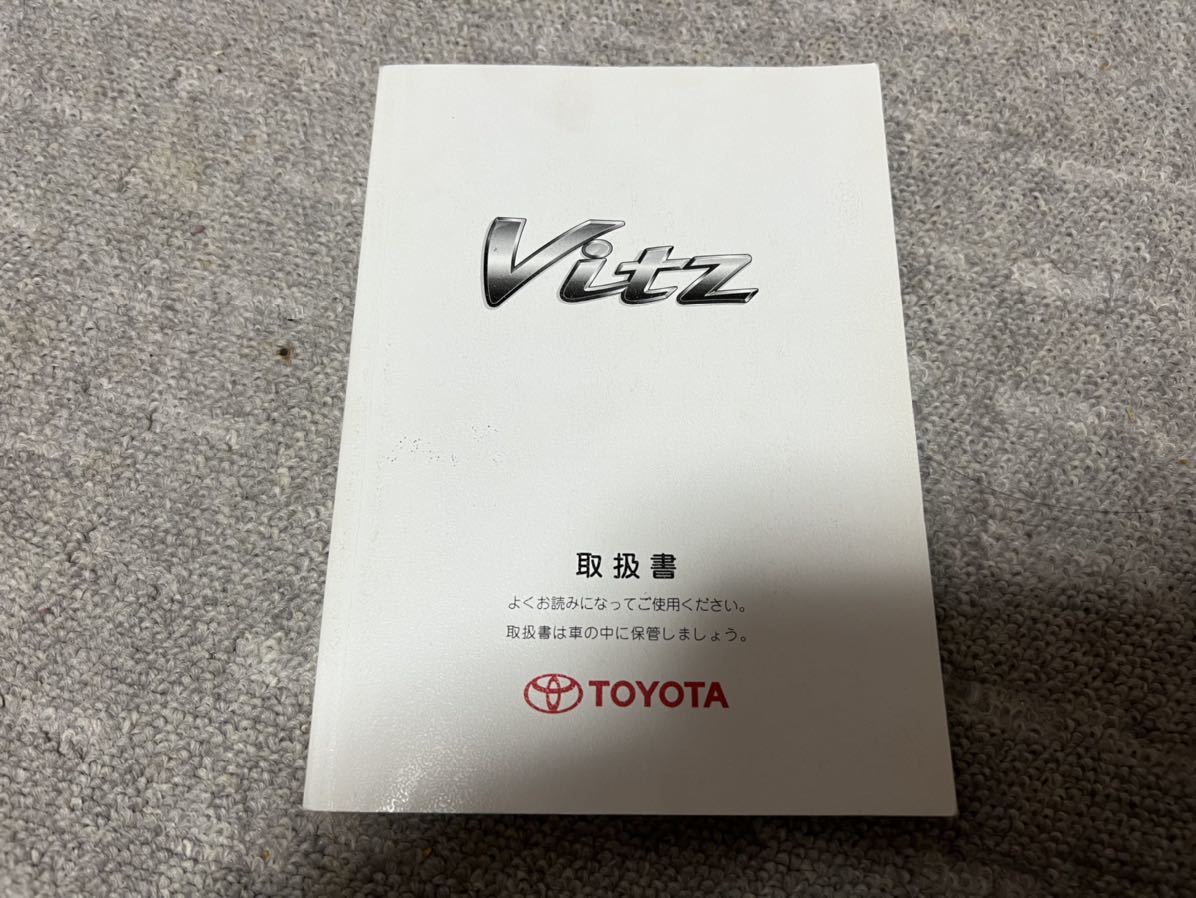 Vitz
取扱書
よくお読みになってご使用ください。
取扱書は車の中に保管しましょう。
TOYOTA